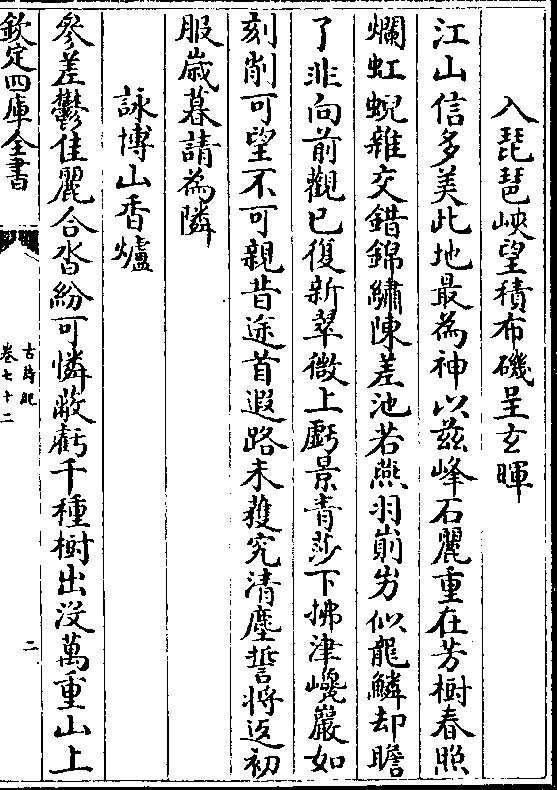 入琵琶峽望積布磯呈玄暉
江山信多美此地最為神以兹峰石麗重在芳樹春照
爛虹蜺雜交錯錦繡陳差池若燕羽崱屴似龍鱗却瞻
了非向前觀已復新翠微上虧景青莎下拂津巉巖如
刻削可望不可親昔途首遐路未獲究清塵誓將返初
服歲暮請為隣
詠博山香爐
參差鬱佳麗合沓紛可憐蔽虧千種樹出沒萬重山上
欽定四庫全書
古詩紀
卷七十二
二